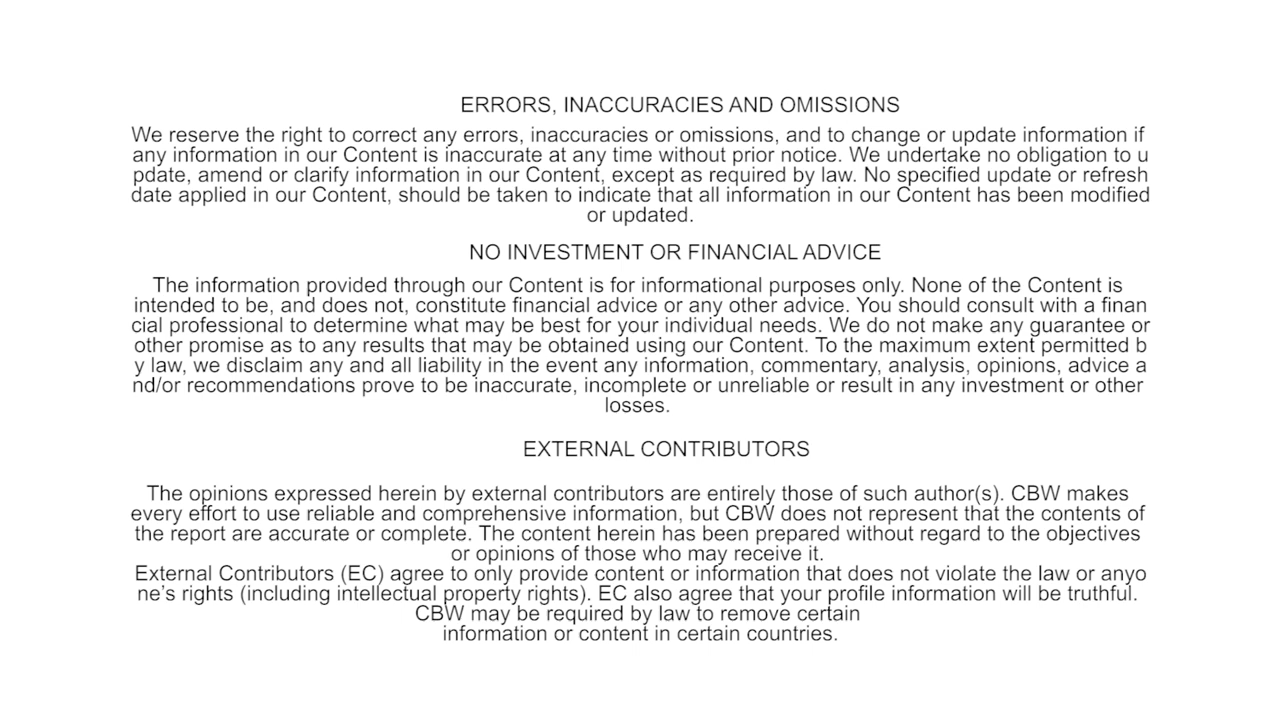 ERRORS, INACCURACIES AND OMISSIONS
We reserve the right to correct any errors, inaccuracies or omissions, and to change or update information if
any information in our Content is inaccurate at any time without prior notice. We undertake no obligation to u
pdate, amend or clarify information in our Content, except as required by law. No specified update or refresh
date applied in our Content, should be taken to indicate that all information in our Content has been modified
or updated.
NO INVESTMENT OR FINANCIAL ADVICE
The information provided through our Content is for informational purposes only. None of the Content is
intended to be, and does not, constitute financial advice or any other advice. You should consult with a finan
cial professional to determine what may be best for your individual needs. We do not make any guarantee or
other promise as to any results that may be obtained using our Content. To the maximum extent permitted b
y law, we disclaim any and all liability in the event any information, commentary, analysis, opinions, advice a
nd/or recommendations prove to be inaccurate, incomplete or unreliable or result in any investment or other
losses.
EXTERNAL CONTRIBUTORS
The opinions expressed herein by external contributors are entirely those of such author(s). CBW makes
every effort to use reliable and comprehensive information, but CBW does not represent that the contents of
the report are accurate or complete. The content herein has been prepared without regard to the objectives
or opinions of those who may receive it.
External Contributors (EC) agree to only provide content or information that does not violate the law or anyo
ne's rights (including intellectual property rights). EC also agree that your profile information will be truthful.
CBW may be required by law to remove certain
information or content in certain countries.